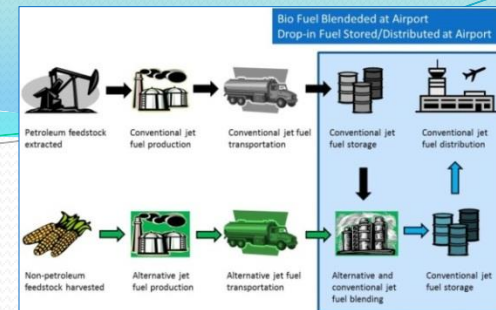 Bio Fuel Blendeded at Airport
Drop-in Fuel Stored/Distributed at Airport
Petroleum feedstock
extracted
Conventional jet
fuel production
Conventional jet fuel
transportation
Conventional jet
fuel storage
Conventional jet
fuel distribution
Non-petroleum
feedstock harvested
Alternative jet
fuel production
Alternative jet fuel
transportation
Alternative and
conventional jet
fuel blending
Conventional jet
fuel storage